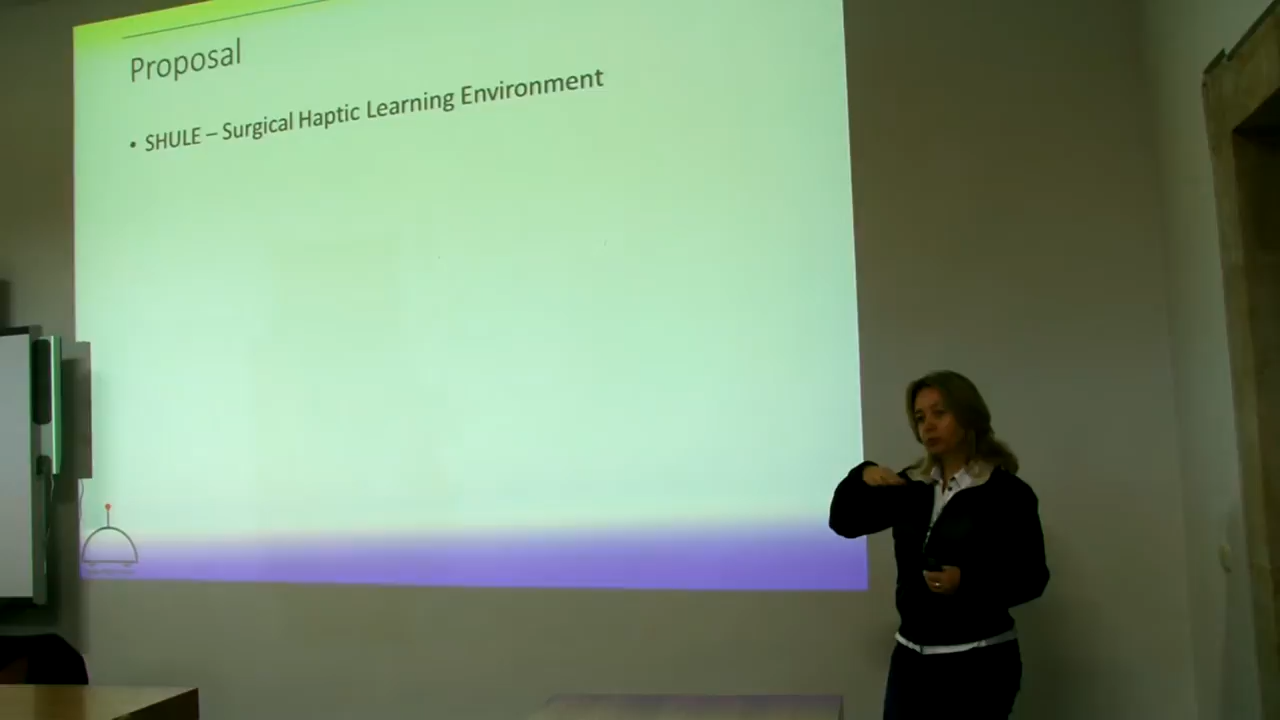 Proposal
• SHULE – Surgical Haptic Learning Environment